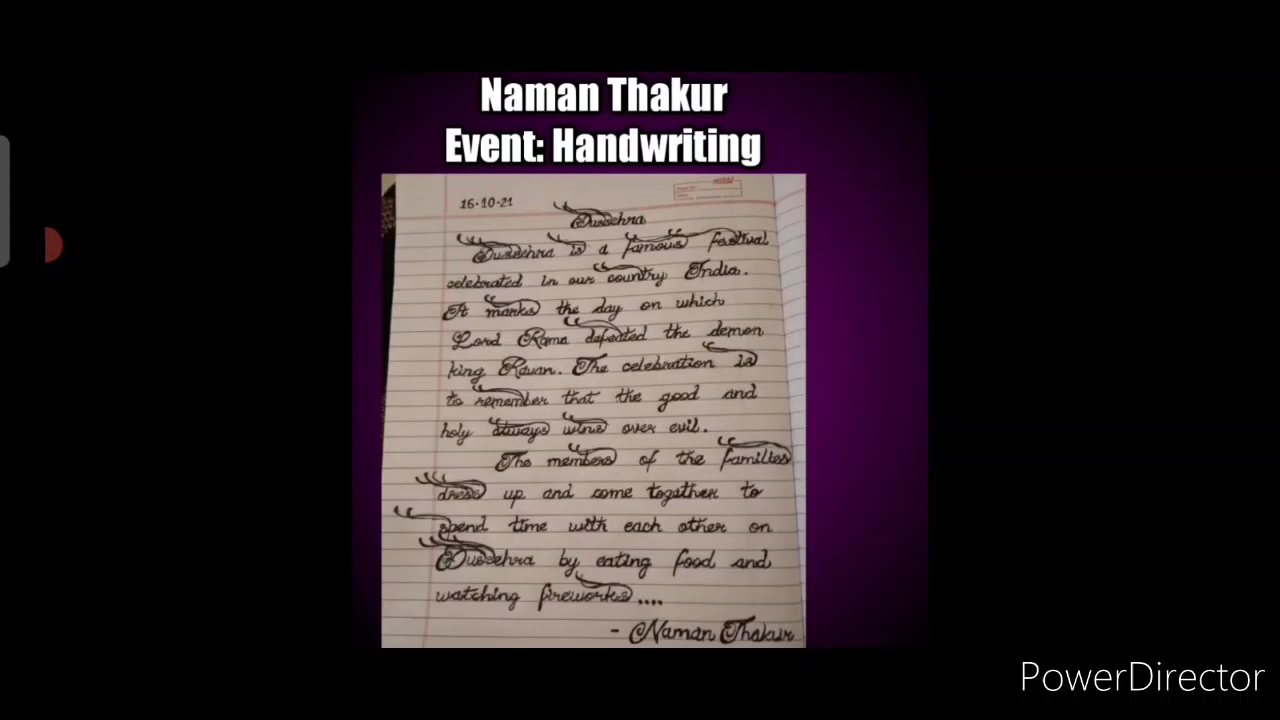 Naman Thakur
Event: Handwriting
16.10.21
Dussehra
Dussehra is a famous festival
celebrated in our country India.
It marks the day on which
Lord Rama defeated the demon
king Ravan. The celebration is
to remember that the good and
holy always wins over evil.
The members of the families
dress up and come together to
spend time with each other on
Dussehra by eating food and
watching fireworks....
- Naman Thakur
PowerDirector